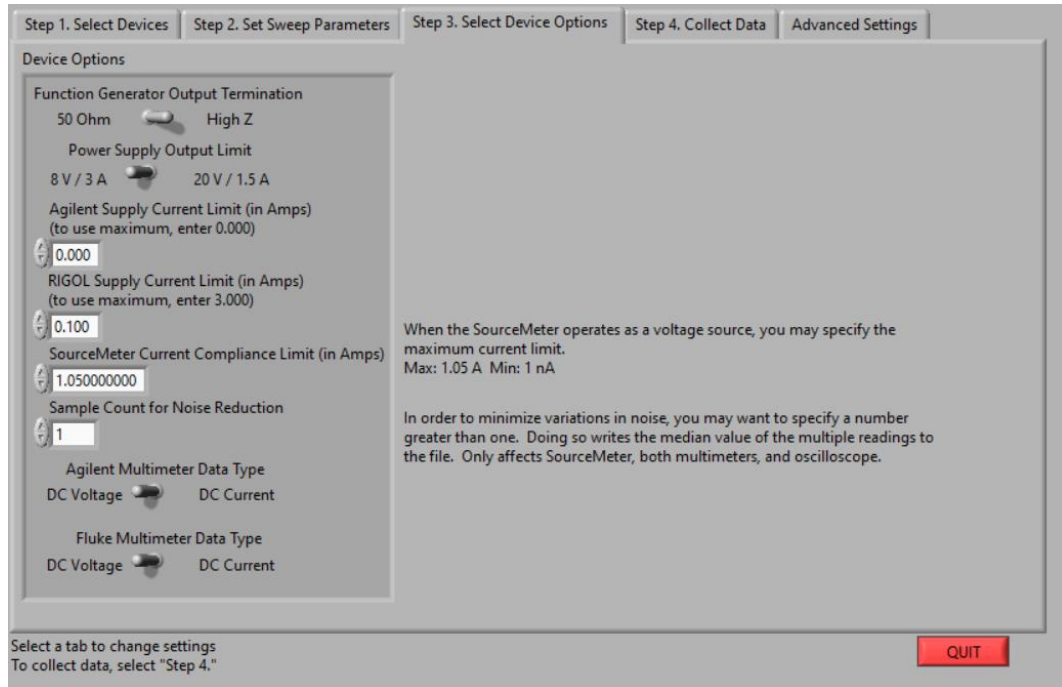 Step 1. Select Devices
Step 2. Set Sweep Parameters
Step 3. Select Device Options
Step 4. Collect Data
Advanced Settings
Device Options
Function Generator Output Termination
50 Ohm High Z
Power Supply Output Limit
8 V / 3 A 20 V / 1.5 A
Agilent Supply Current Limit (in Amps)
(to use maximum, enter 0.000)
0.000
RIGOL Supply Current Limit (in Amps)
(to use maximum, enter 3.000)
0.100
SourceMeter Current Compliance Limit (in Amps)
1.050000000
Sample Count for Noise Reduction
1
Agilent Multimeter Data Type
DC Voltage DC Current
Fluke Multimeter Data Type
DC Voltage DC Current
When the SourceMeter operates as a voltage source, you may specify the
maximum current limit.
Max: 1.05 A Min: 1 nA
In order to minimize variations in noise, you may want to specify a number
greater than one. Doing so writes the median value of the multiple readings to
the file. Only affects SourceMeter, both multimeters, and oscilloscope.
Select a tab to change settings
To collect data, select "Step 4."
QUIT